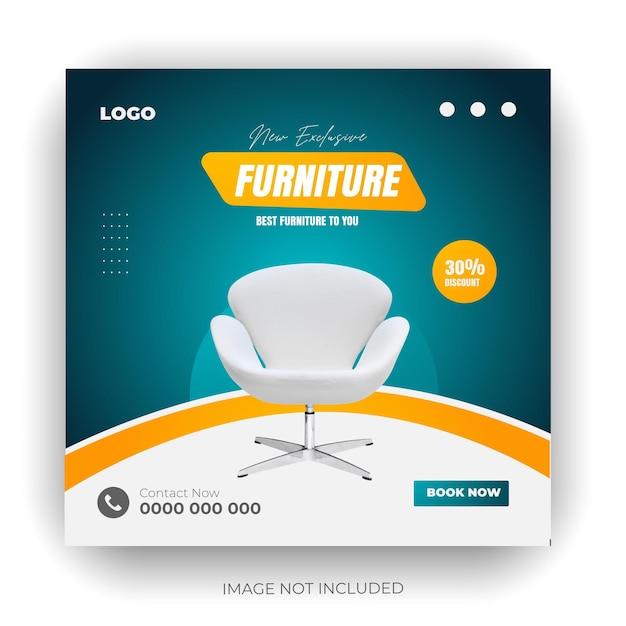 LOGO
New Exclusive
FURNITURE
BEST FURNITURE TO YOU
30%
DISCOUNT
Contact Now
0000 000 000
BOOK NOW
IMAGE NOT INCLUDED